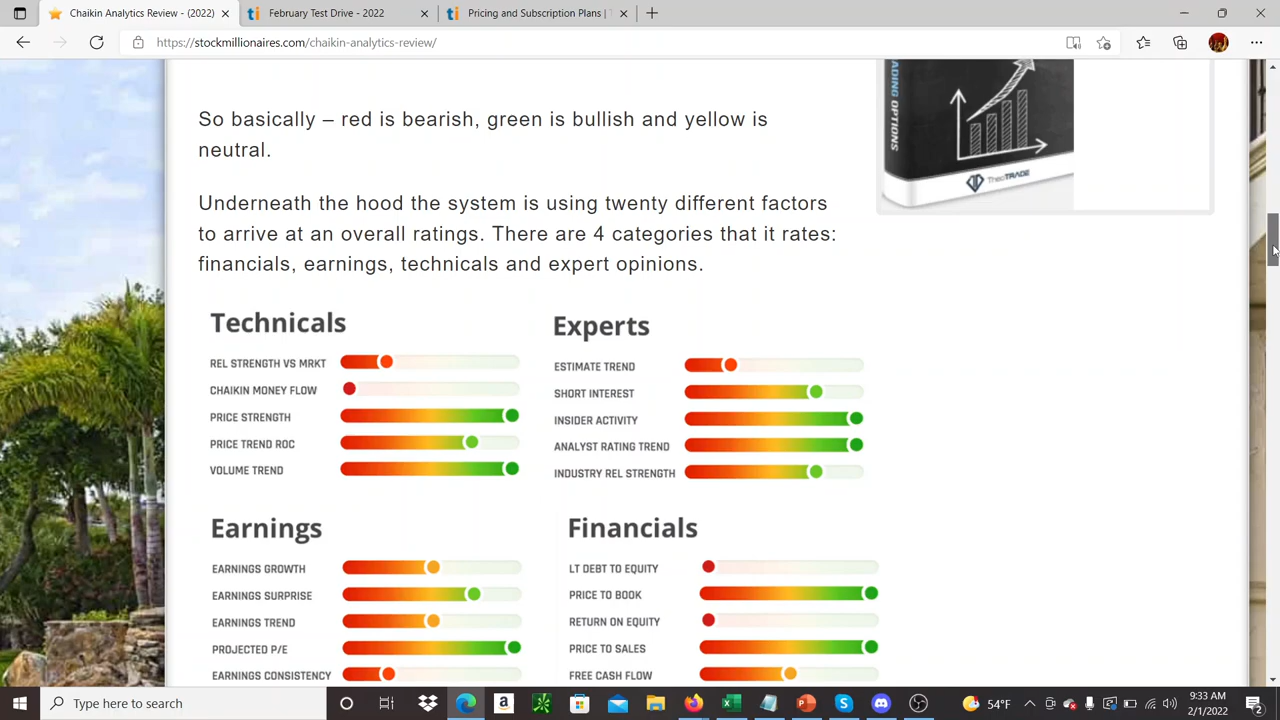 Chaikin Analytics Review - (2022)
February Test Drive - 2022
Pricing and Subscription Plans | T
https://stockmillionaires.com/chaikin-analytics-review/
ADING OPTIONS
TheoTRADE
So basically – red is bearish, green is bullish and yellow is
neutral.
Underneath the hood the system is using twenty different factors
to arrive at an overall ratings. There are 4 categories that it rates:
financials, earnings, technicals and expert opinions.
Technicals
REL STRENGTH VS MRKT
CHAIKIN MONEY FLOW
PRICE STRENGTH
PRICE TREND ROC
VOLUME TREND
Experts
ESTIMATE TREND
SHORT INTEREST
INSIDER ACTIVITY
ANALYST RATING TREND
INDUSTRY REL STRENGTH
Earnings
EARNINGS GROWTH
EARNINGS SURPRISE
EARNINGS TREND
PROJECTED P/E
EARNINGS CONSISTENCY
Financials
LT DEBT TO EQUITY
PRICE TO BOOK
RETURN ON EQUITY
PRICE TO SALES
FREE CASH FLOW
Type here to search
54°F
9:33 AM
2/1/2022
2